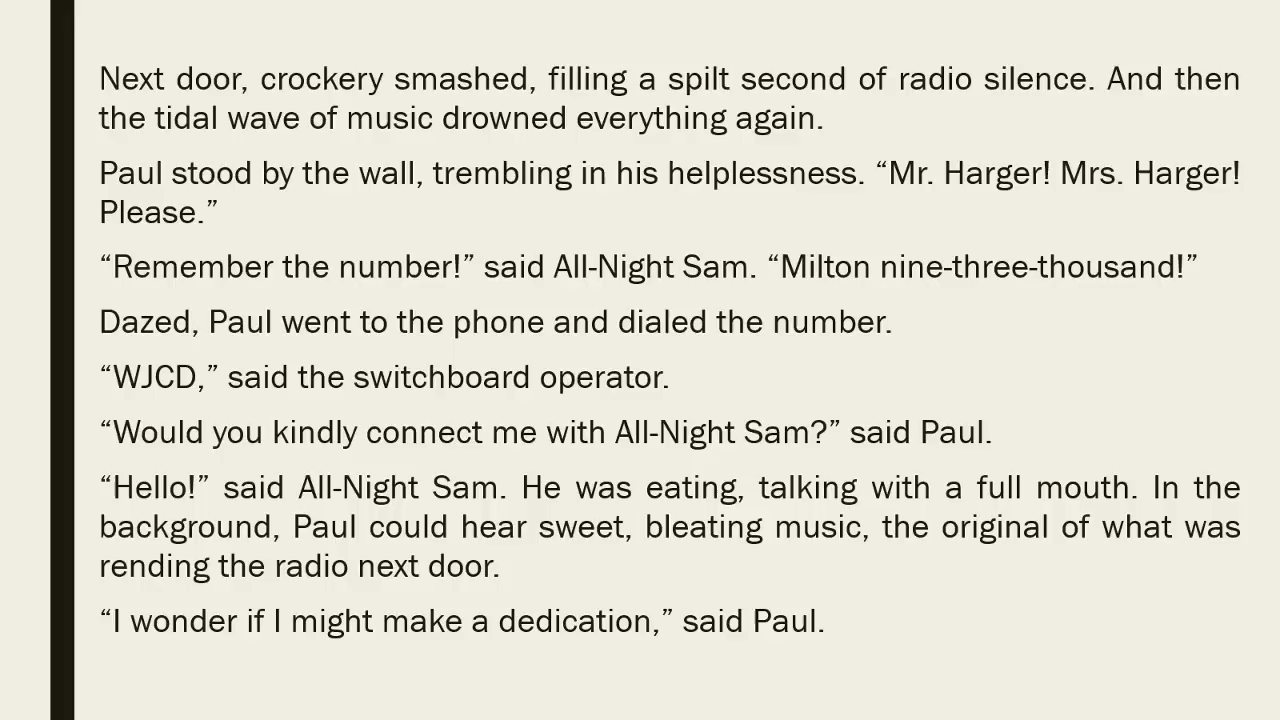 Next door, crockery smashed, filling a spilt second of radio silence. And then
the tidal wave of music drowned everything again.
Paul stood by the wall, trembling in his helplessness. “Mr. Harger! Mrs. Harger!
Please.”
“Remember the number!” said All-Night Sam. “Milton nine-three-thousand!”
Dazed, Paul went to the phone and dialed the number.
“WJCD,” said the switchboard operator.
“Would you kindly connect me with All-Night Sam?” said Paul.
“Hello!” said All-Night Sam. He was eating, talking with a full mouth. In the
background, Paul could hear sweet, bleating music, the original of what was
rending the radio next door.
“I wonder if I might make a dedication,” said Paul.